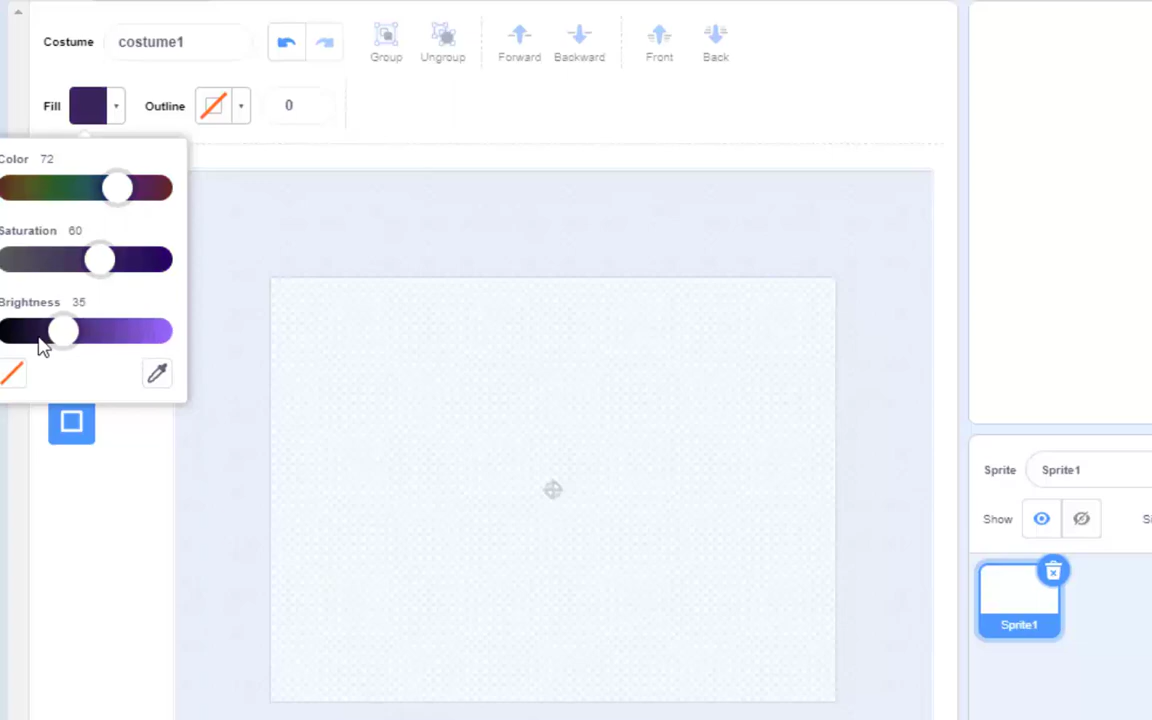 Costume costume1
Group Ungroup Forward Backward Front Back
Fill Outline 0
Color 72
Saturation 60
Brightness 35
Sprite Sprite1
Show
Sprite1